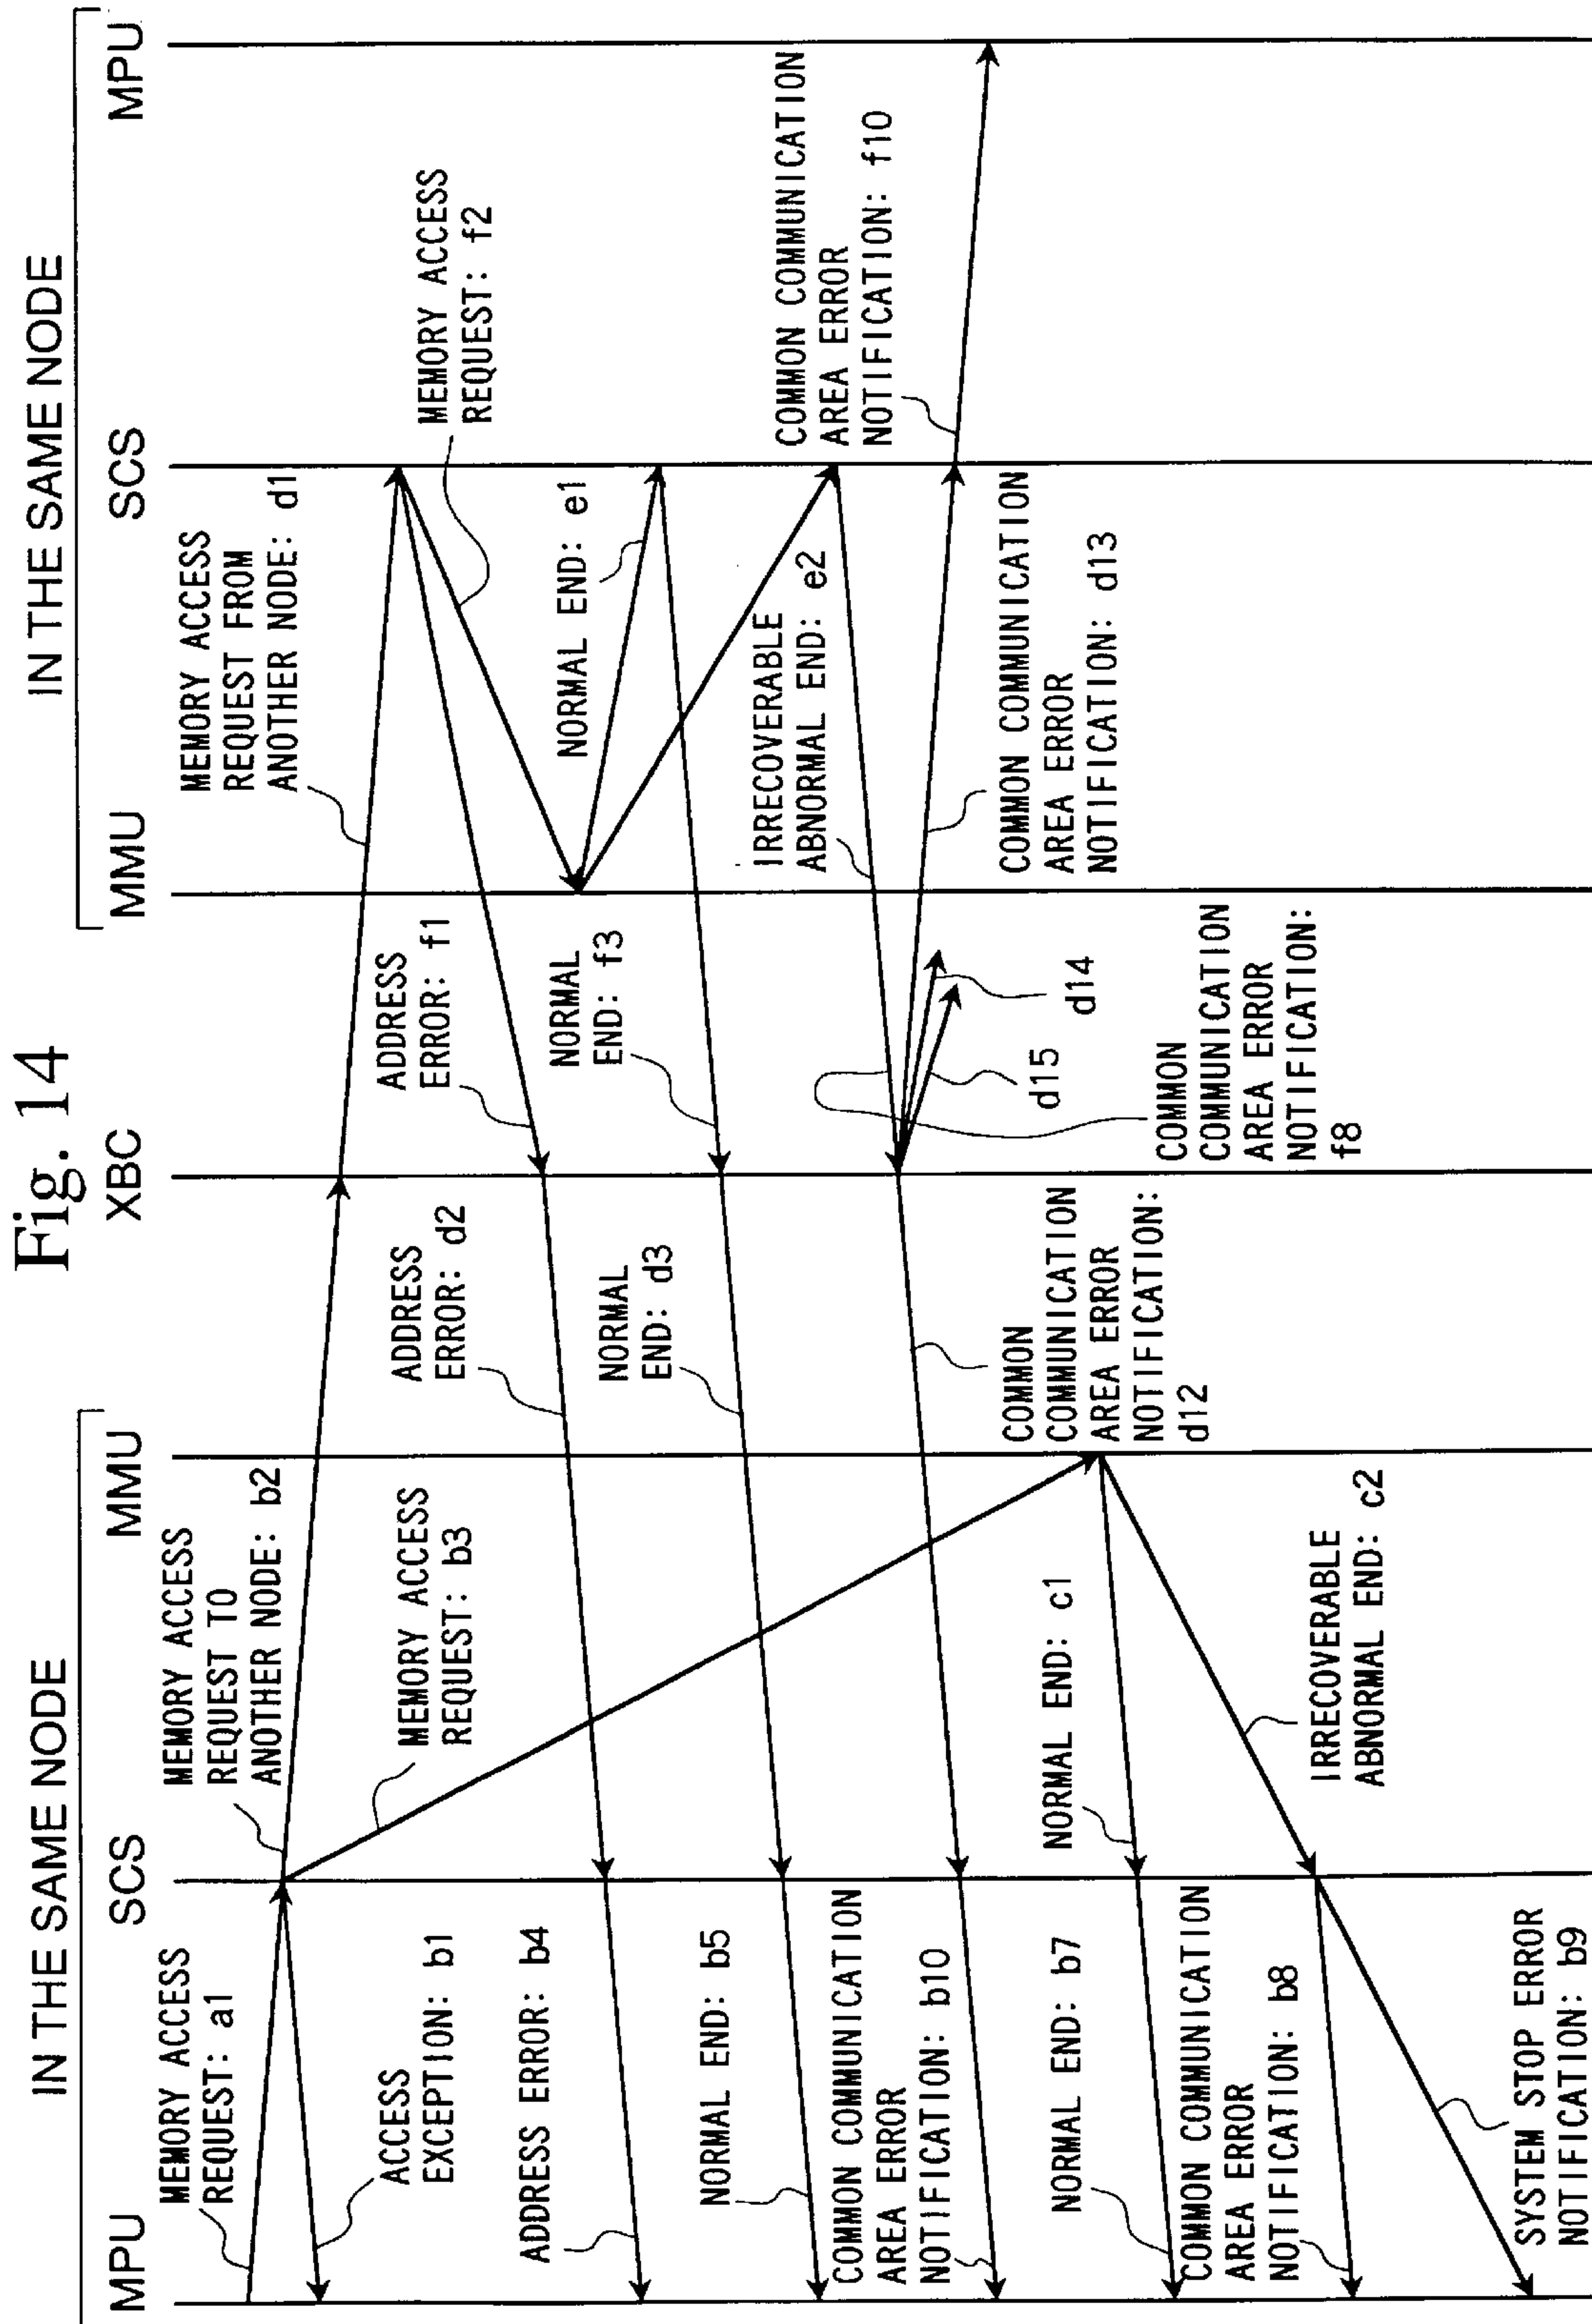 Fig. 14
IN THE SAME NODE
IN THE SAME NODE
MPU
SCS
MMU
XBC
MMU
SCS
MPU
MEMORY ACCESS
REQUEST: a1
ACCESS
EXCEPTION: b1
ADDRESS ERROR: b4
NORMAL END: b5
COMMON COMMUNICATION
AREA ERROR
NOTIFICATION: b10
NORMAL END: b7
COMMON COMMUNICATION
AREA ERROR
NOTIFICATION: b8
SYSTEM STOP ERROR
NOTIFICATION: b9
MEMORY ACCESS
REQUEST TO
ANOTHER NODE: b2
MEMORY ACCESS
REQUEST: b3
NORMAL END: c1
IRRECOVERABLE
ABNORMAL END: c2
ADDRESS
ERROR: d2
NORMAL
END: d3
COMMON
COMMUNICATION
AREA ERROR
NOTIFICATION:
d12
ADDRESS
ERROR: f1
NORMAL
END: f3
d15
d14
COMMON
COMMUNICATION
AREA ERROR
NOTIFICATION:
f8
MEMORY ACCESS
REQUEST FROM
ANOTHER NODE: d1
NORMAL END: e1
IRRECOVERABLE
ABNORMAL END: e2
COMMON COMMUNICATION
AREA ERROR
NOTIFICATION: d13
MEMORY ACCESS
REQUEST: f2
COMMON COMMUNICATION
AREA ERROR
NOTIFICATION: f10